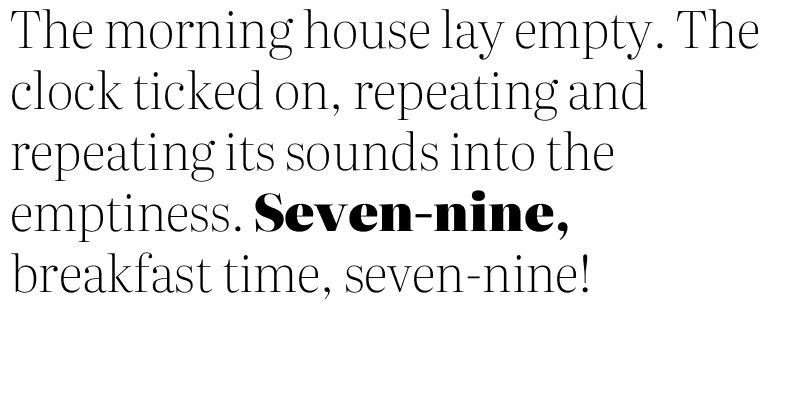 The morning house lay empty. The
clock ticked on, repeating and
repeating its sounds into the
emptiness. Seven-nine,
breakfast time, seven-nine!